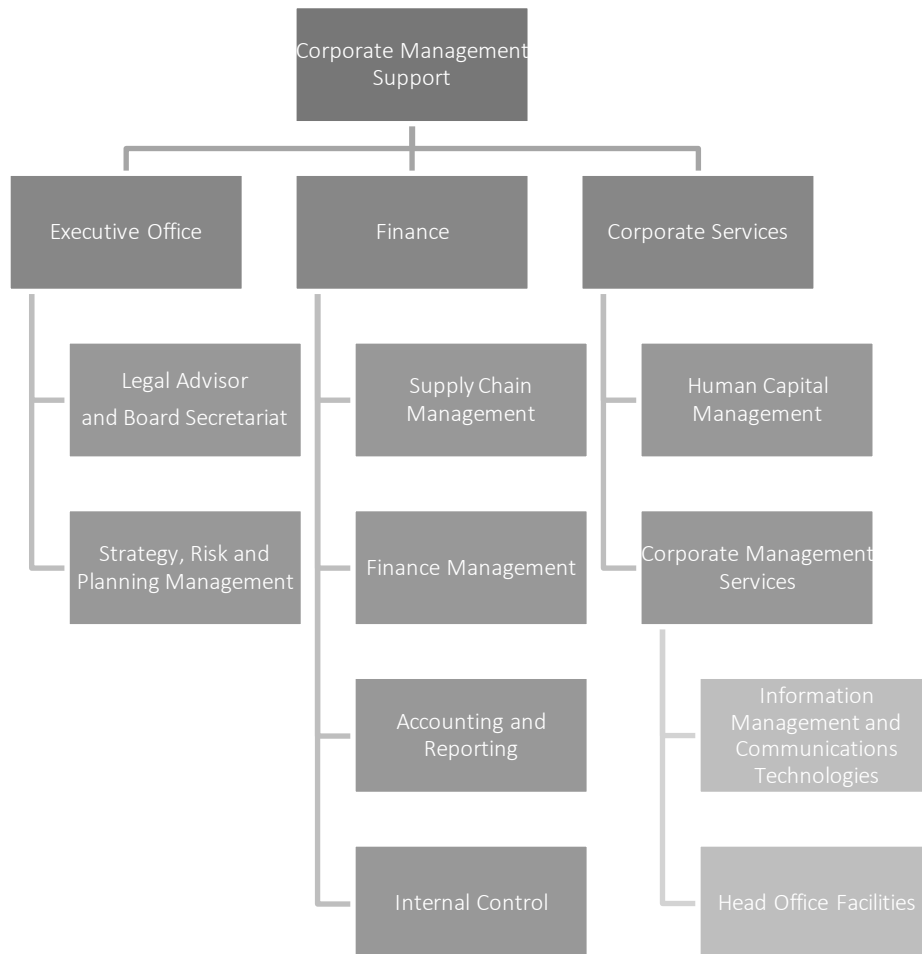 Corporate Management
Support
Executive Office
Finance
Corporate Services
Legal Advisor
and Board Secretariat
Supply Chain
Management
Human Capital
Management
Strategy, Risk and
Planning Management
Finance Management
Corporate Management
Services
Accounting and
Reporting
Information
Management and
Communications
Technologies
Internal Control
Head Office Facilities